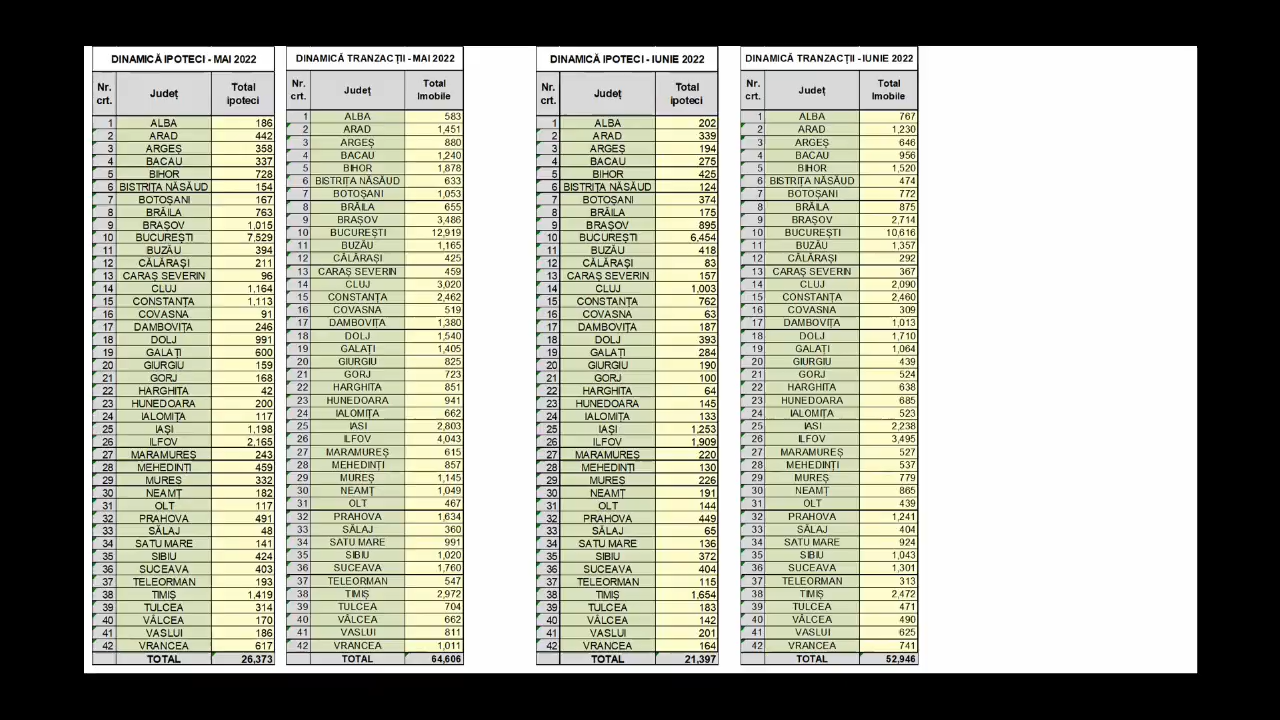 DINAMICĂ IPOTECI - MAI 2022
Nr. crt. Județ Total ipoteci
1 ALBA 186
2 ARAD 442
3 ARGEȘ 358
4 BACAU 337
5 BIHOR 728
6 BISTRIȚA NĂSĂUD 154
7 BOTOȘANI 167
8 BRĂILA 763
9 BRAȘOV 1,015
10 BUCUREȘTI 7,529
11 BUZĂU 394
12 CĂLĂRAȘI 211
13 CARAȘ SEVERIN 96
14 CLUJ 1,164
15 CONSTANȚA 1,113
16 COVASNA 91
17 DAMBOVIȚA 246
18 DOLJ 991
19 GALAȚI 600
20 GIURGIU 159
21 GORJ 168
22 HARGHITA 42
23 HUNEDOARA 200
24 IALOMIȚA 117
25 IAȘI 1,198
26 ILFOV 2,165
27 MARAMUREȘ 243
28 MEHEDINTI 459
29 MUREȘ 332
30 NEAMȚ 182
31 OLT 117
32 PRAHOVA 491
33 SĂLAJ 48
34 SATU MARE 141
35 SIBIU 424
36 SUCEAVA 403
37 TELEORMAN 193
38 TIMIȘ 1,419
39 TULCEA 314
40 VÂLCEA 170
41 VASLUI 186
42 VRANCEA 617
TOTAL 26,373
DINAMICĂ TRANZACȚII - MAI 2022
Nr. crt. Județ Total Imobile
1 ALBA 583
2 ARAD 1,451
3 ARGEȘ 880
4 BACAU 1,240
5 BIHOR 1,878
6 BISTRIȚA NĂSĂUD 633
7 BOTOȘANI 1,053
8 BRĂILA 655
9 BRAȘOV 3,486
10 BUCUREȘTI 12,919
11 BUZĂU 1,165
12 CĂLĂRAȘI 425
13 CARAȘ SEVERIN 459
14 CLUJ 3,020
15 CONSTANȚA 2,462
16 COVASNA 519
17 DAMBOVIȚA 1,380
18 DOLJ 1,540
19 GALAȚI 1,405
20 GIURGIU 825
21 GORJ 723
22 HARGHITA 851
23 HUNEDOARA 941
24 IALOMIȚA 662
25 IASI 2,803
26 ILFOV 4,043
27 MARAMUREȘ 615
28 MEHEDINȚI 857
29 MUREȘ 1,145
30 NEAMȚ 1,049
31 OLT 467
32 PRAHOVA 1,634
33 SĂLAJ 360
34 SATU MARE 991
35 SIBIU 1,020
36 SUCEAVA 1,760
37 TELEORMAN 547
38 TIMIȘ 2,972
39 TULCEA 704
40 VÂLCEA 662
41 VASLUI 811
42 VRANCEA 1,011
TOTAL 64,606
DINAMICĂ IPOTECI - IUNIE 2022
Nr. crt. Județ Total ipoteci
1 ALBA 202
2 ARAD 339
3 ARGEȘ 194
4 BACAU 275
5 BIHOR 425
6 BISTRIȚA NĂSĂUD 124
7 BOTOSANI 374
8 BRĂILA 175
9 BRAȘOV 895
10 BUCUREȘTI 6,454
11 BUZĂU 418
12 CĂLĂRAȘI 83
13 CARAȘ SEVERIN 157
14 CLUJ 1,003
15 CONSTANȚA 762
16 COVASNA 63
17 DAMBOVIȚA 187
18 DOLJ 393
19 GALAȚI 284
20 GIURGIU 190
21 GORJ 100
22 HARGHITA 64
23 HUNEDOARA 145
24 IALOMIȚA 133
25 IAȘI 1,253
26 ILFOV 1,909
27 MARAMUREȘ 220
28 MEHEDINTI 130
29 MUREȘ 226
30 NEAMȚ 191
31 OLT 144
32 PRAHOVA 449
33 SĂLAJ 65
34 SATU MARE 136
35 SIBIU 372
36 SUCEAVA 404
37 TELEORMAN 115
38 TIMIȘ 1,654
39 TULCEA 183
40 VÂLCEA 142
41 VASLUI 201
42 VRANCEA 164
TOTAL 21,397
DINAMICĂ TRANZACȚII - IUNIE 2022
Nr. crt. Județ Total Imobile
1 ALBA 767
2 ARAD 1,230
3 ARGEȘ 646
4 BACAU 956
5 BIHOR 1,520
6 BISTRIȚA NĂSĂUD 474
7 BOTOȘANI 772
8 BRĂILA 875
9 BRAȘOV 2,714
10 BUCUREȘTI 10,616
11 BUZĂU 1,357
12 CĂLĂRAȘI 292
13 CARAȘ SEVERIN 367
14 CLUJ 2,090
15 CONSTANȚA 2,460
16 COVASNA 309
17 DAMBOVIȚA 1,013
18 DOLJ 1,710
19 GALAȚI 1,064
20 GIURGIU 439
21 GORJ 524
22 HARGHITA 638
23 HUNEDOARA 685
24 IALOMIȚA 523
25 IASI 2,238
26 ILFOV 3,495
27 MARAMUREȘ 527
28 MEHEDINȚI 537
29 MUREȘ 779
30 NEAMȚ 865
31 OLT 439
32 PRAHOVA 1,241
33 SĂLAJ 404
34 SATU MARE 924
35 SIBIU 1,043
36 SUCEAVA 1,301
37 TELEORMAN 313
38 TIMIȘ 2,472
39 TULCEA 471
40 VÂLCEA 490
41 VASLUI 625
42 VRANCEA 741
TOTAL 52,946